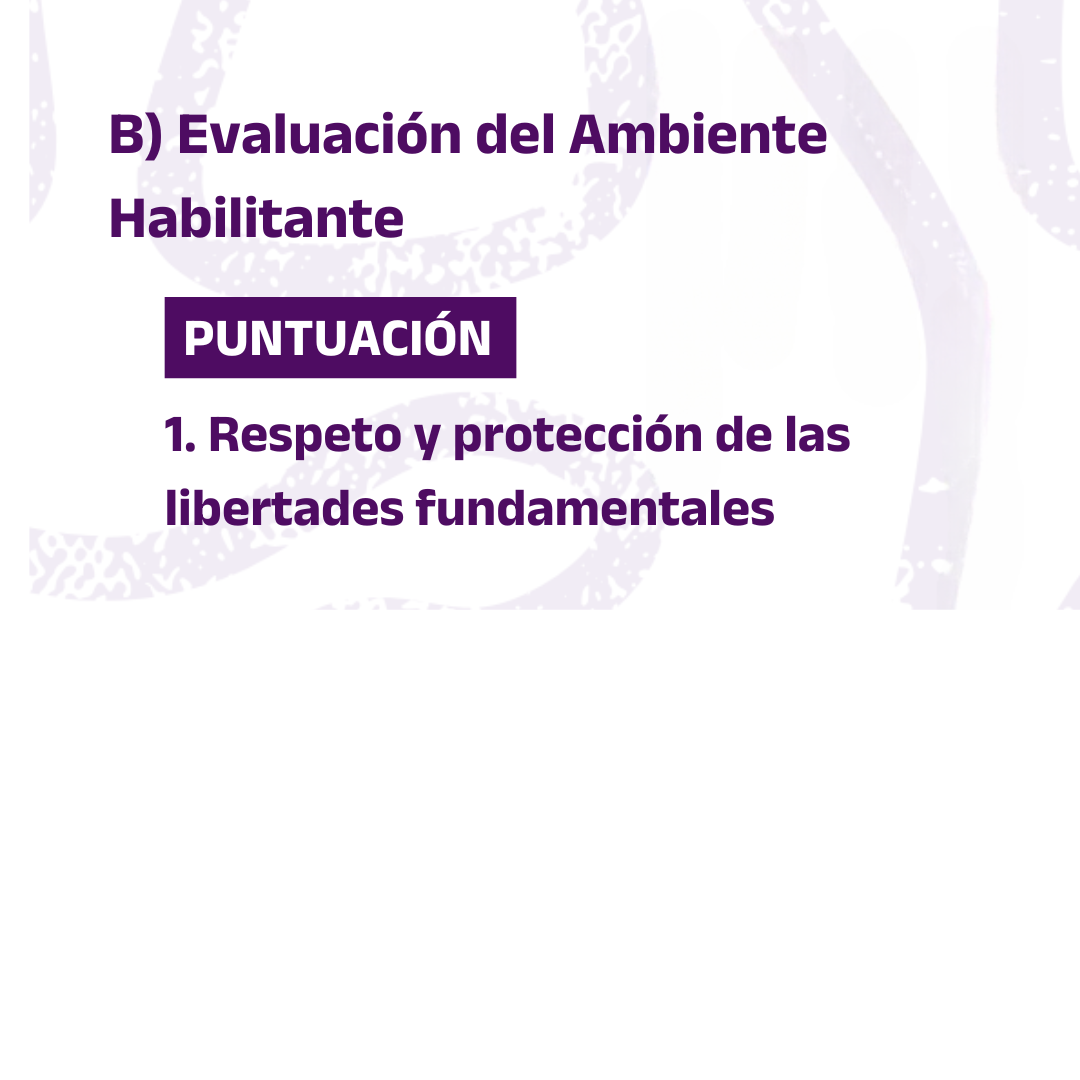 B) Evaluación del Ambiente
Habilitante
PUNTUACIÓN
1. Respeto y protección de las
libertades fundamentales